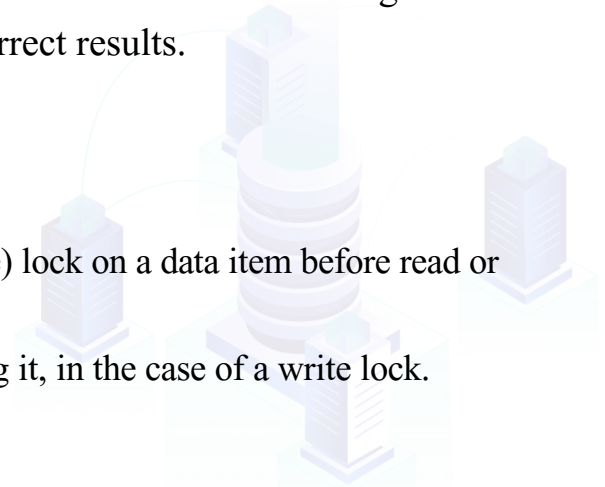 rrect results.
) lock on a data item before read or
g it, in the case of a write lock.